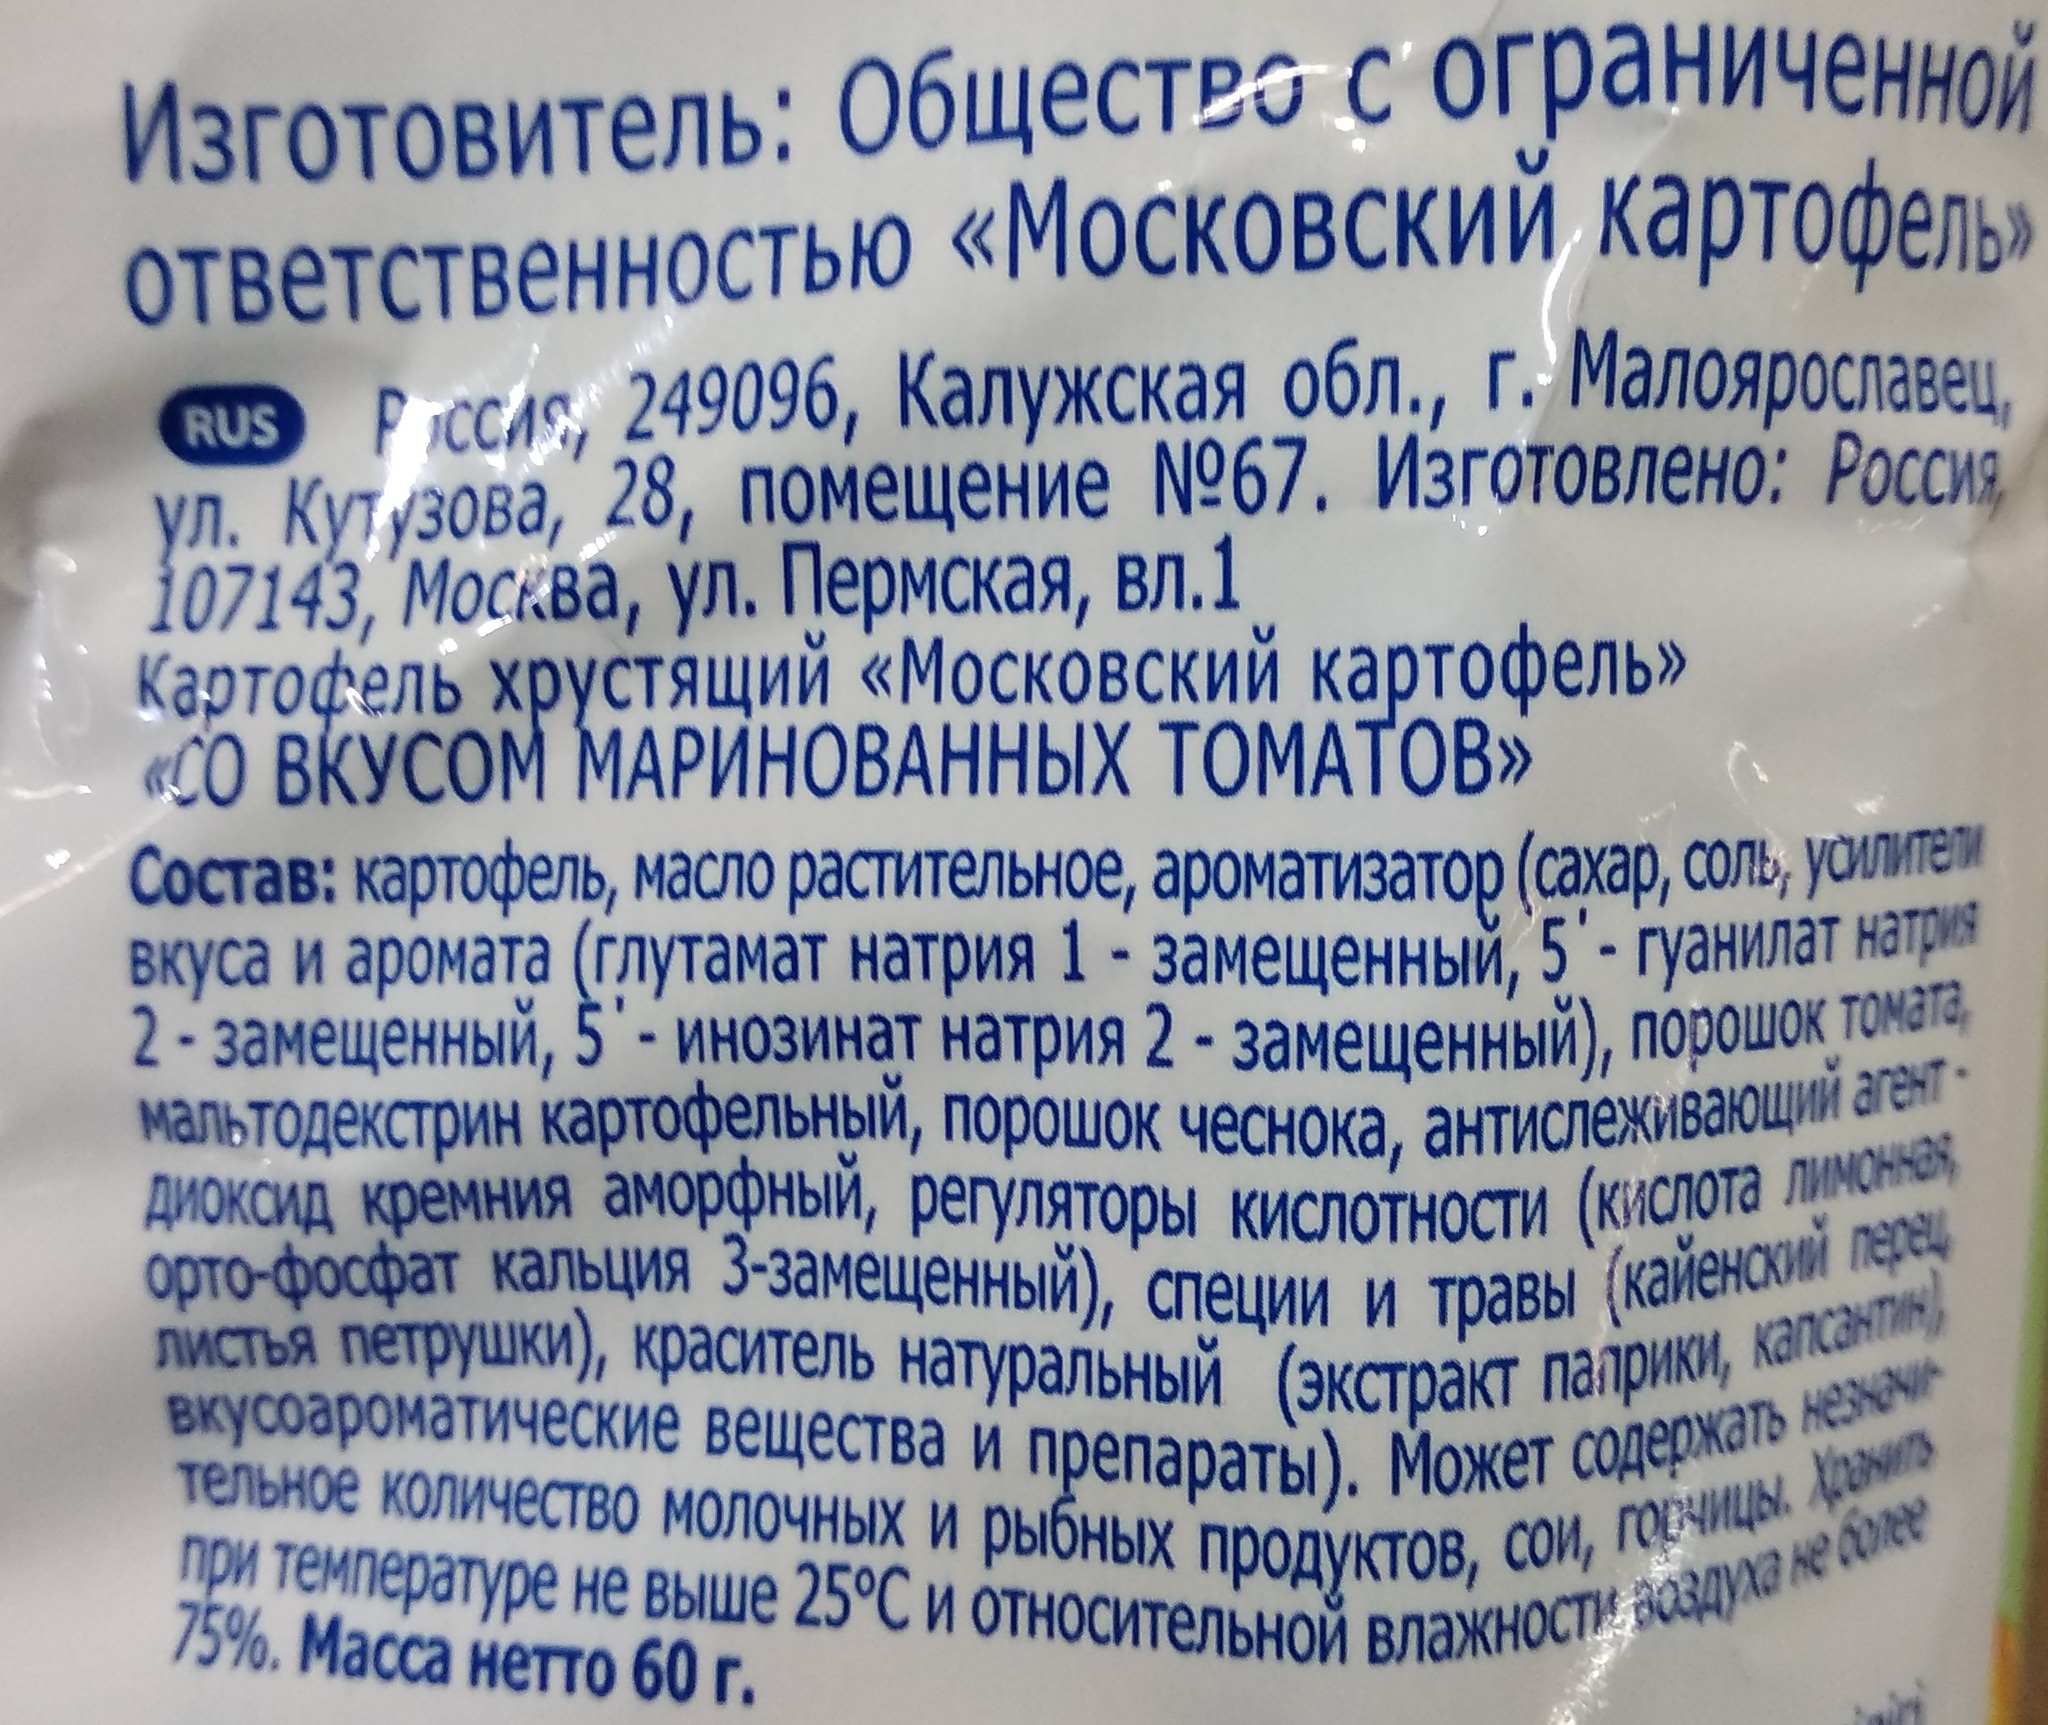 Изготовитель: Общество с ограниченной
ответственностью «Московский картофель»
RUS Россия, 249096, Калужская обл., г. Малоярославец,
ул. Кутузова, 28, помещение №67. Изготовлено: Россия,
107143, Москва, ул. Пермская, вл.1
Картофель хрустящий «Московский картофель»
«СО ВКУСОМ МАРИНОВАННЫХ ТОМАТОВ»
Состав: картофель, масло растительное, ароматизатор (сахар, соль, усилители
вкуса и аромата (глутамат натрия 1 - замещенный, 5˙- гуанилат натрия
2 - замещенный, 5˙- инозинат натрия 2 - замещенный), порошок томата,
мальтодекстрин картофельный, порошок чеснока, антислеживающий агент -
диоксид кремния аморфный, регуляторы кислотности (кислота лимонная,
орто-фосфат кальция 3-замещенный), специи и травы (кайенский перец,
листья петрушки), краситель натуральный (экстракт паприки, капсантин),
вкусоароматические вещества и препараты). Может содержать незначи-
тельное количество молочных и рыбных продуктов, сои, горчицы. Хранить
при температуре не выше 25°C и относительной влажности воздуха не более
75%. Масса нетто 60 г.